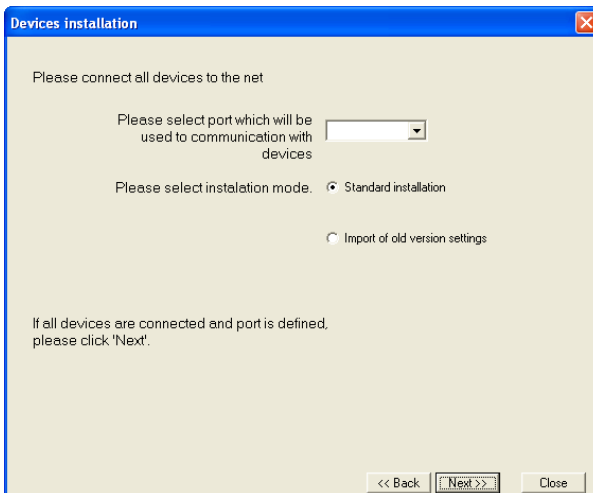 Devices installation
Please connect all devices to the net
Please select port which will be
used to communication with
devices
Please select instalation mode.
Standard installation
Import of old version settings
If all devices are connected and port is defined,
please click 'Next'.
<< Back
Next >>
Close